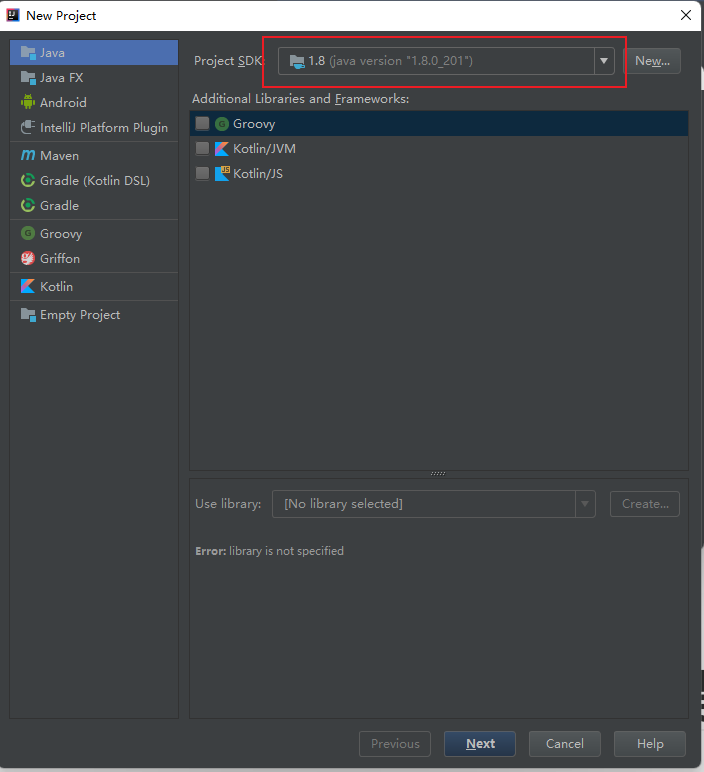 New Project
Java
Java FX
Android
IntelliJ Platform Plugin
Maven
Gradle (Kotlin DSL)
Gradle
Groovy
Griffon
Kotlin
Empty Project
Project SDK: 1.8 (java version "1.8.0_201") New...
Additional Libraries and Frameworks:
Groovy
Kotlin/JVM
Kotlin/JS
Use library: [No library selected] Create...
Error: library is not specified
Previous Next Cancel Help